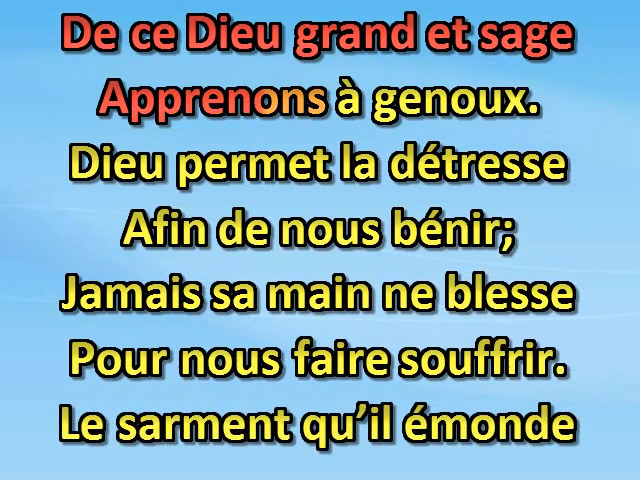 De ce Dieu grand et sage
Apprenons à genoux.
Dieu permet la détresse
Afin de nous bénir;
Jamais sa main ne blesse
Pour nous faire souffrir.
Le sarment qu’il émonde